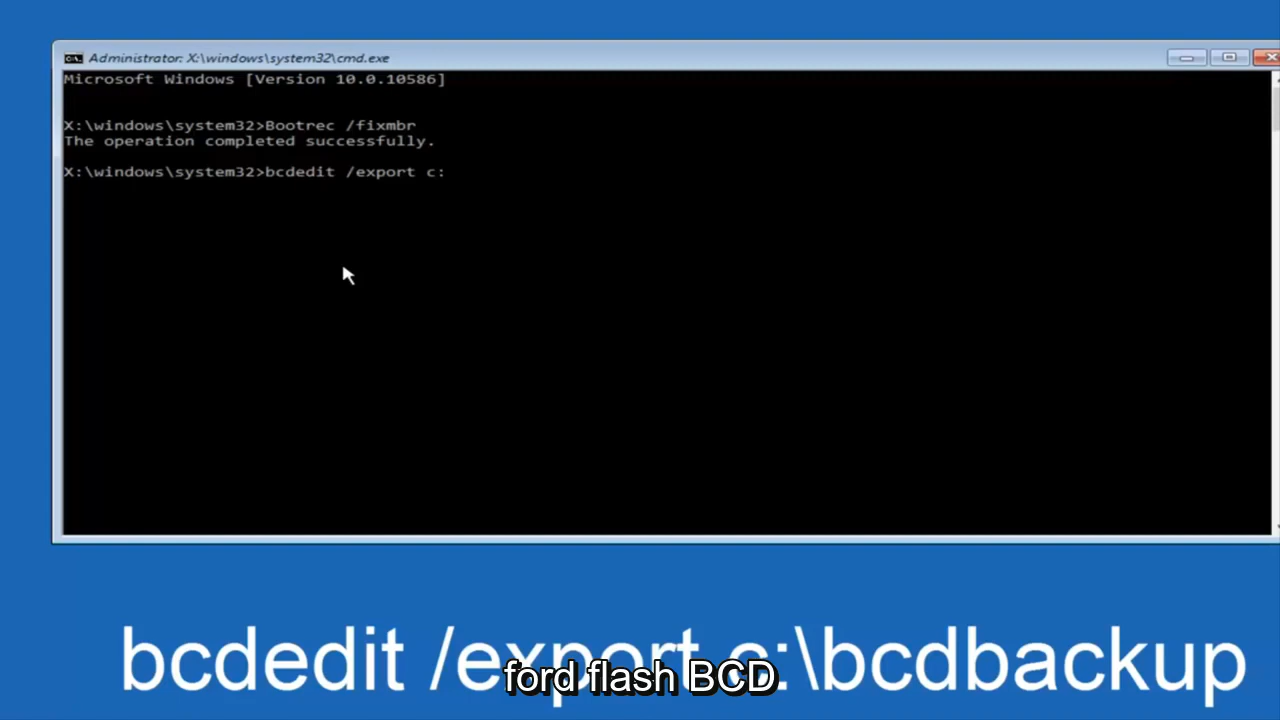 Administrator: X:\windows\system32\cmd.exe
Microsoft Windows [Version 10.0.10586]
X:\windows\system32>Bootrec /fixmbr
The operation completed successfully.
X:\windows\system32>bcdedit /export c:
bcdedit /export c:\bcdbackup
ford flash BCD